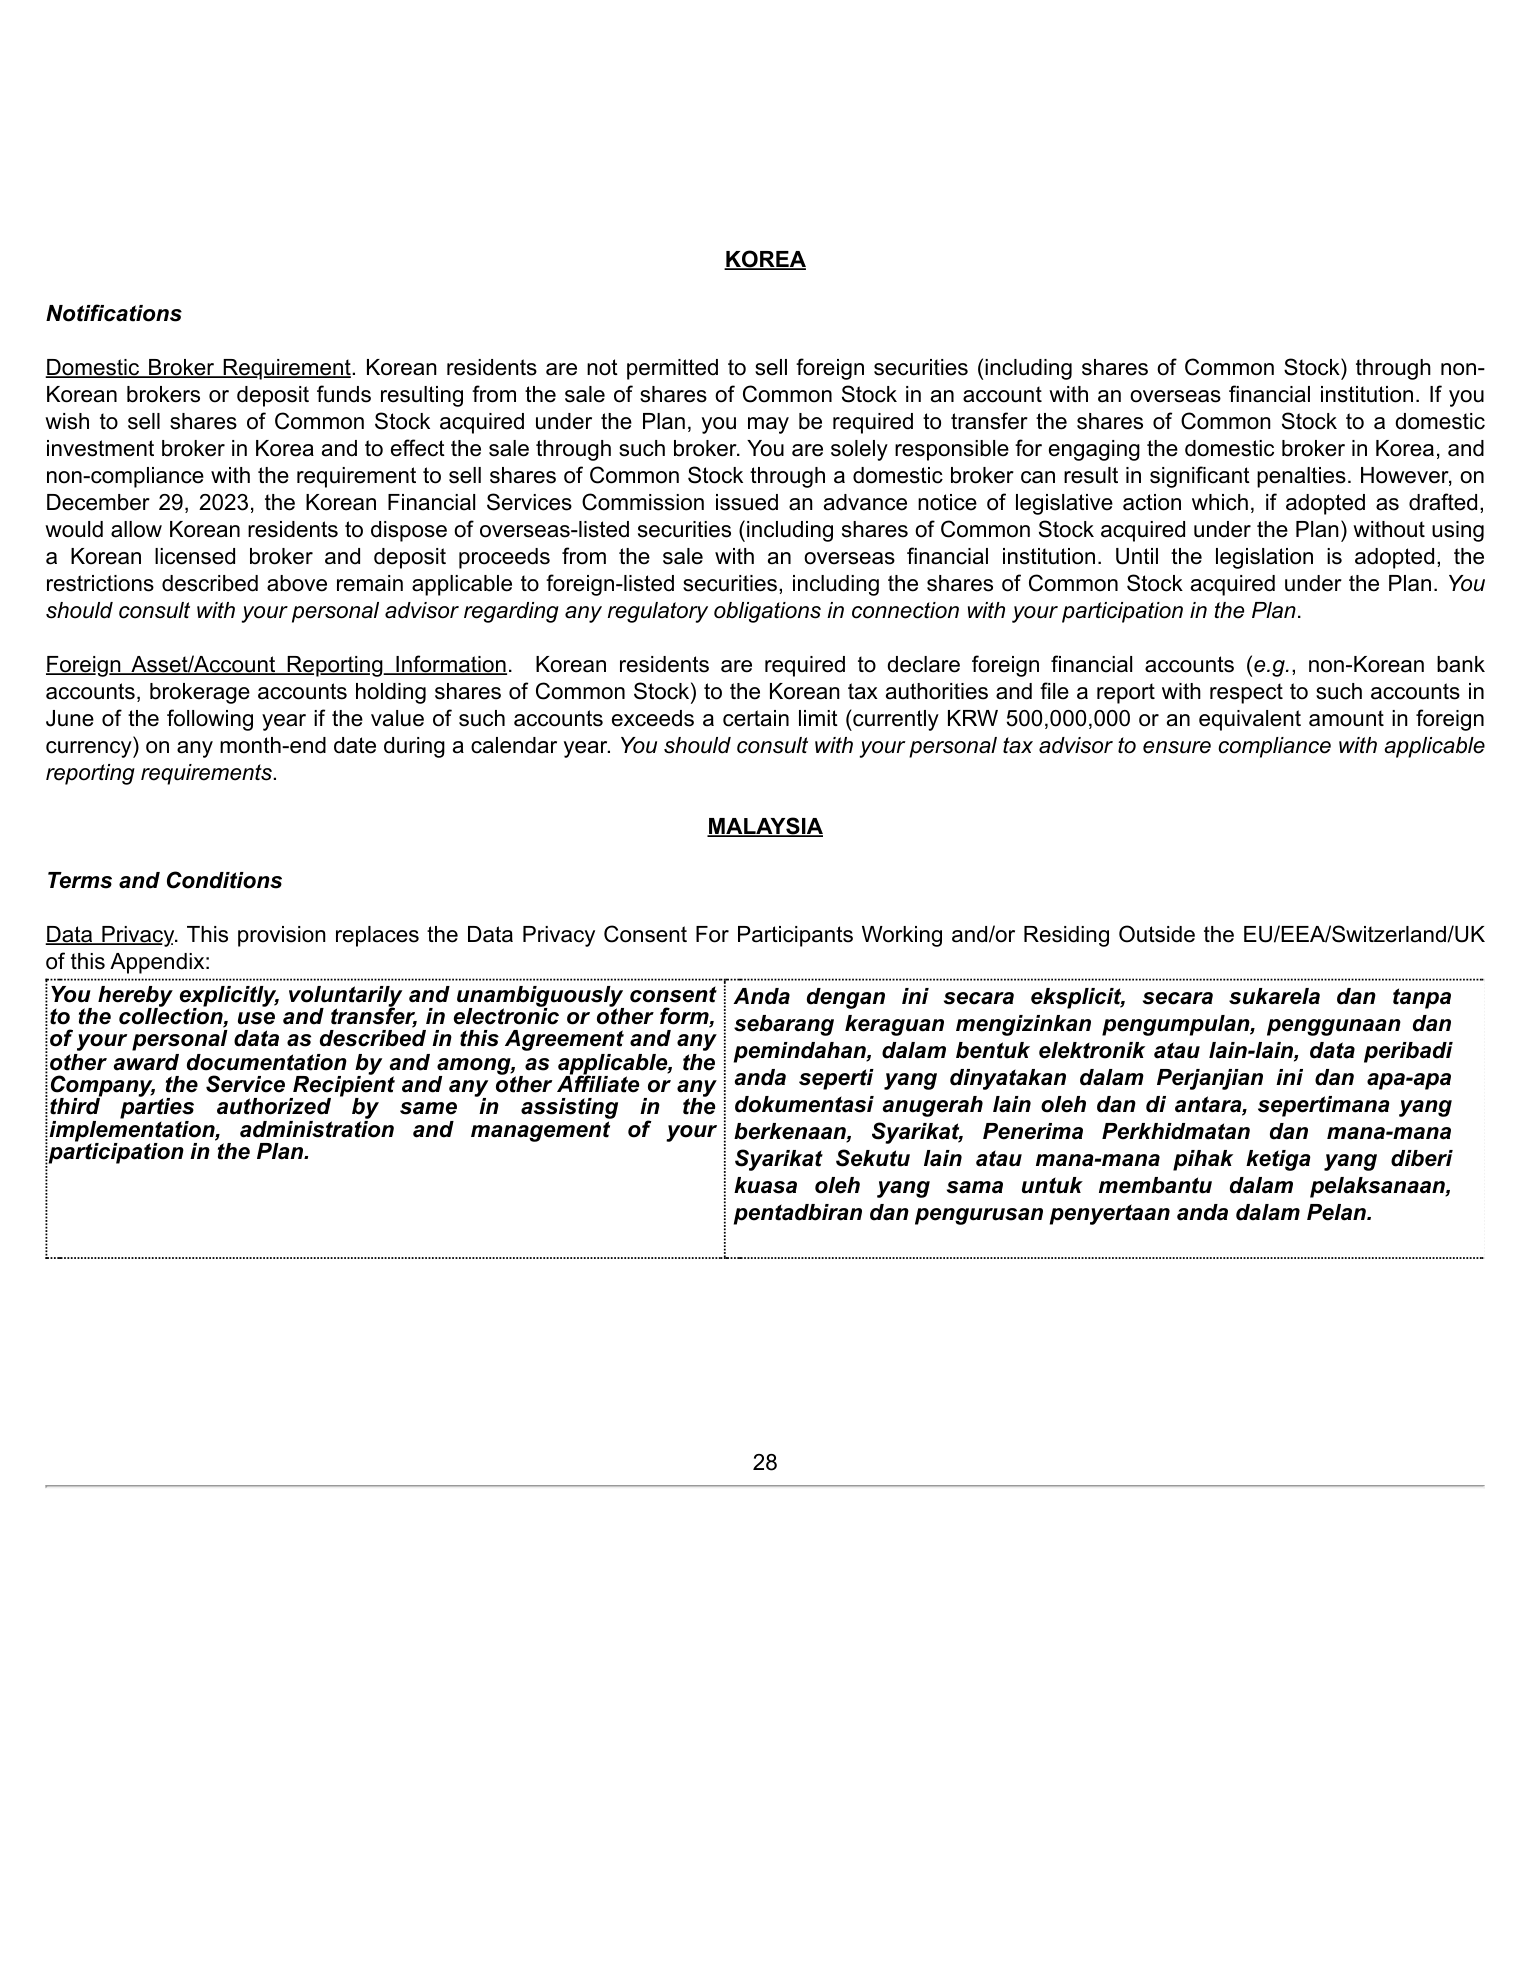 KOREA
Notifications
Domestic Broker Requirement. Korean residents are not permitted to sell foreign securities (including shares of Common Stock) through non-
Korean brokers or deposit funds resulting from the sale of shares of Common Stock in an account with an overseas financial institution. If you
wish to sell shares of Common Stock acquired under the Plan, you may be required to transfer the shares of Common Stock to a domestic
investment broker in Korea and to effect the sale through such broker. You are solely responsible for engaging the domestic broker in Korea, and
non-compliance with the requirement to sell shares of Common Stock through a domestic broker can result in significant penalties. However, on
December 29, 2023, the Korean Financial Services Commission issued an advance notice of legislative action which, if adopted as drafted,
would allow Korean residents to dispose of overseas-listed securities (including shares of Common Stock acquired under the Plan) without using
a Korean licensed broker and deposit proceeds from the sale with an overseas financial institution. Until the legislation is adopted, the
restrictions described above remain applicable to foreign-listed securities, including the shares of Common Stock acquired under the Plan. You
should consult with your personal advisor regarding any regulatory obligations in connection with your participation in the Plan.
Foreign Asset/Account Reporting Information. Korean residents are required to declare foreign financial accounts (e.g., non-Korean bank
accounts, brokerage accounts holding shares of Common Stock) to the Korean tax authorities and file a report with respect to such accounts in
June of the following year if the value of such accounts exceeds a certain limit (currently KRW 500,000,000 or an equivalent amount in foreign
currency) on any month-end date during a calendar year. You should consult with your personal tax advisor to ensure compliance with applicable
reporting requirements.
MALAYSIA
Terms and Conditions
Data Privacy. This provision replaces the Data Privacy Consent For Participants Working and/or Residing Outside the EU/EEA/Switzerland/UK
of this Appendix:
You hereby explicitly, voluntarily and unambiguously consent
to the collection, use and transfer, in electronic or other form,
of your personal data as described in this Agreement and any
other award documentation by and among, as applicable, the
Company, the Service Recipient and any other Affiliate or any
third parties authorized by same in assisting in the
implementation, administration and management of your
participation in the Plan.
Anda dengan ini secara eksplicit, secara sukarela dan tanpa
sebarang keraguan mengizinkan pengumpulan, penggunaan dan
pemindahan, dalam bentuk elektronik atau lain-lain, data peribadi
anda seperti yang dinyatakan dalam Perjanjian ini dan apa-apa
dokumentasi anugerah lain oleh dan di antara, sepertimana yang
berkenaan, Syarikat, Penerima Perkhidmatan dan mana-mana
Syarikat Sekutu lain atau mana-mana pihak ketiga yang diberi
kuasa oleh yang sama untuk membantu dalam pelaksanaan,
pentadbiran dan pengurusan penyertaan anda dalam Pelan.
28